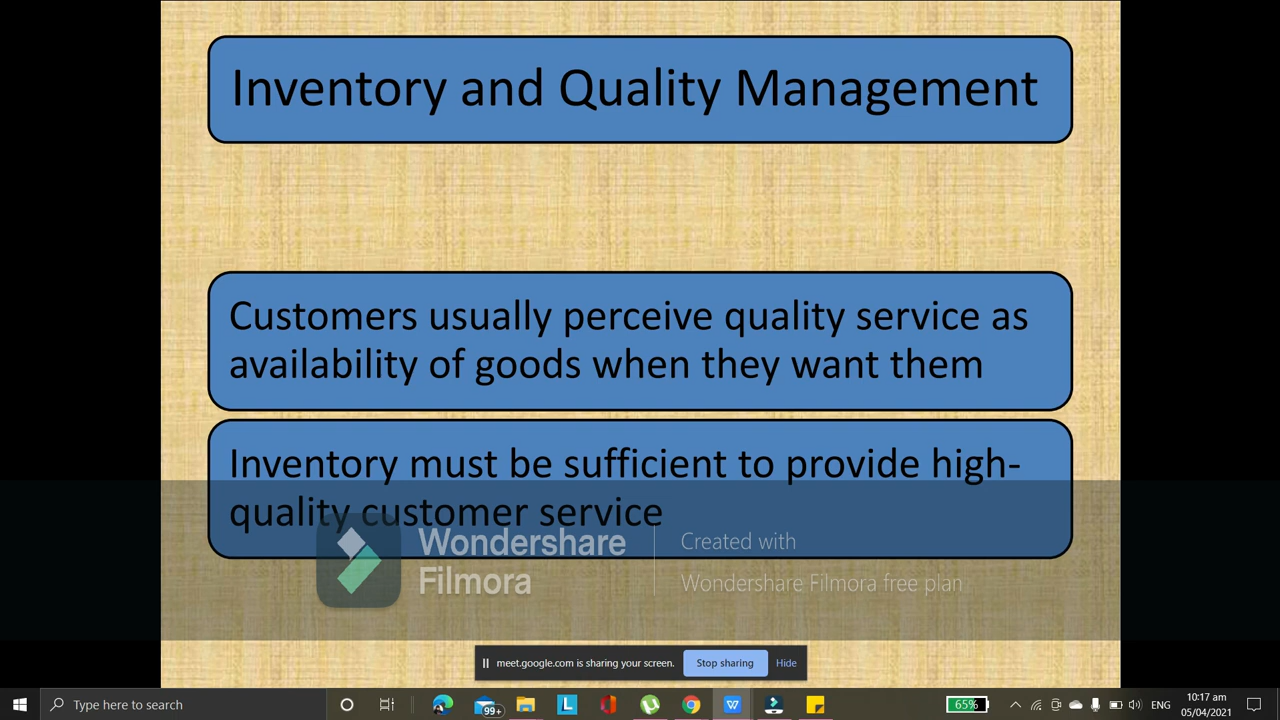 Inventory and Quality Management
Customers usually perceive quality service as
availability of goods when they want them
Inventory must be sufficient to provide high-
quality customer service
Wondershare
Filmora
Created with
Wondershare Filmora free plan
meet.google.com is sharing your screen.
Stop sharing
Hide
Type here to search
99+
L
W
65%
ENG
10:17 am
05/04/2021